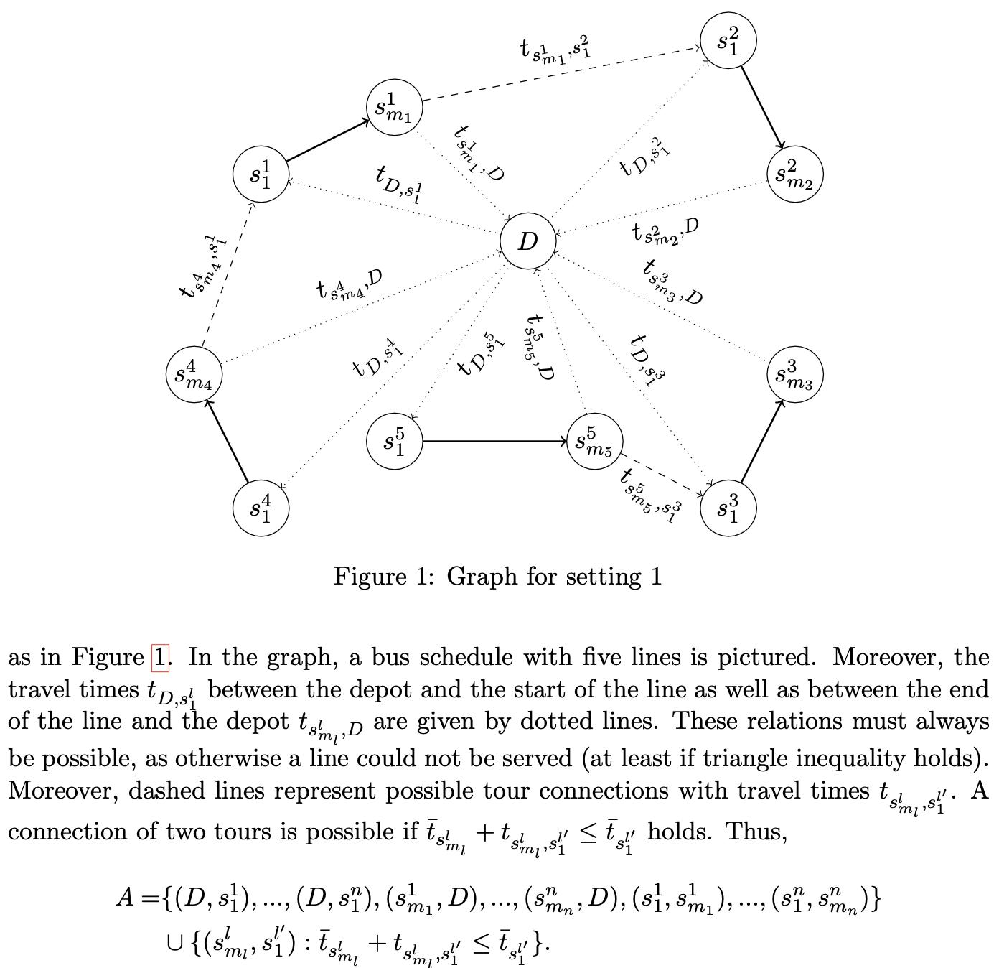 $t_{s^1_{m_1},s^2_1}$
$s^2_1$
$s^1_{m_1}$
$t_{s^1_{m_1},D}$
$t_{D,s^2_1}$
$s^1_1$
$t_{D,s^1_1}$
$s^2_{m_2}$
$D$
$t_{s^2_{m_2},D}$
$t_{s^4_{m_4},s^1_1}$
$t_{s^4_{m_4},D}$
$t_{s^3_{m_3},D}$
$t_{D,s^4_1}$
$t_{D,s^5_1}$
$t_{s^5_{m_5},D}$
$t_{D,s^3_1}$
$s^4_{m_4}$
$s^3_{m_3}$
$s^5_1$
$s^5_{m_5}$
$t_{s^5_{m_5},s^3_1}$
$s^4_1$
$s^3_1$
Figure 1: Graph for setting 1
as in Figure 1. In the graph, a bus schedule with five lines is pictured. Moreover, the
travel times $t_{D,s^l_1}$ between the depot and the start of the line as well as between the end
of the line and the depot $t_{s^l_{m_l},D}$ are given by dotted lines. These relations must always
be possible, as otherwise a line could not be served (at least if triangle inequality holds).
Moreover, dashed lines represent possible tour connections with travel times $t_{s^l_{m_l},s^{l'}_1}$. A
connection of two tours is possible if $\bar{t}_{s^l_{m_l}} + t_{s^l_{m_l},s^{l'}_1} \leq \bar{t}_{s^{l'}_1}$ holds. Thus,
$A = \{(D, s^1_1), ..., (D, s^n_1), (s^1_{m_1}, D), ..., (s^n_{m_n}, D), (s^1_1, s^1_{m_1}), ..., (s^n_1, s^n_{m_n})\}$
$\cup \{(s^l_{m_l}, s^{l'}_1) : \bar{t}_{s^l_{m_l}} + t_{s^l_{m_l},s^{l'}_1} \leq \bar{t}_{s^{l'}_1}\}.$